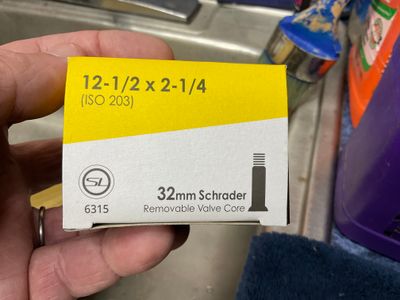 12-1/2 x 2-1/4
(ISO 203)
SL
6315
32mm Schrader
Removable Valve Core